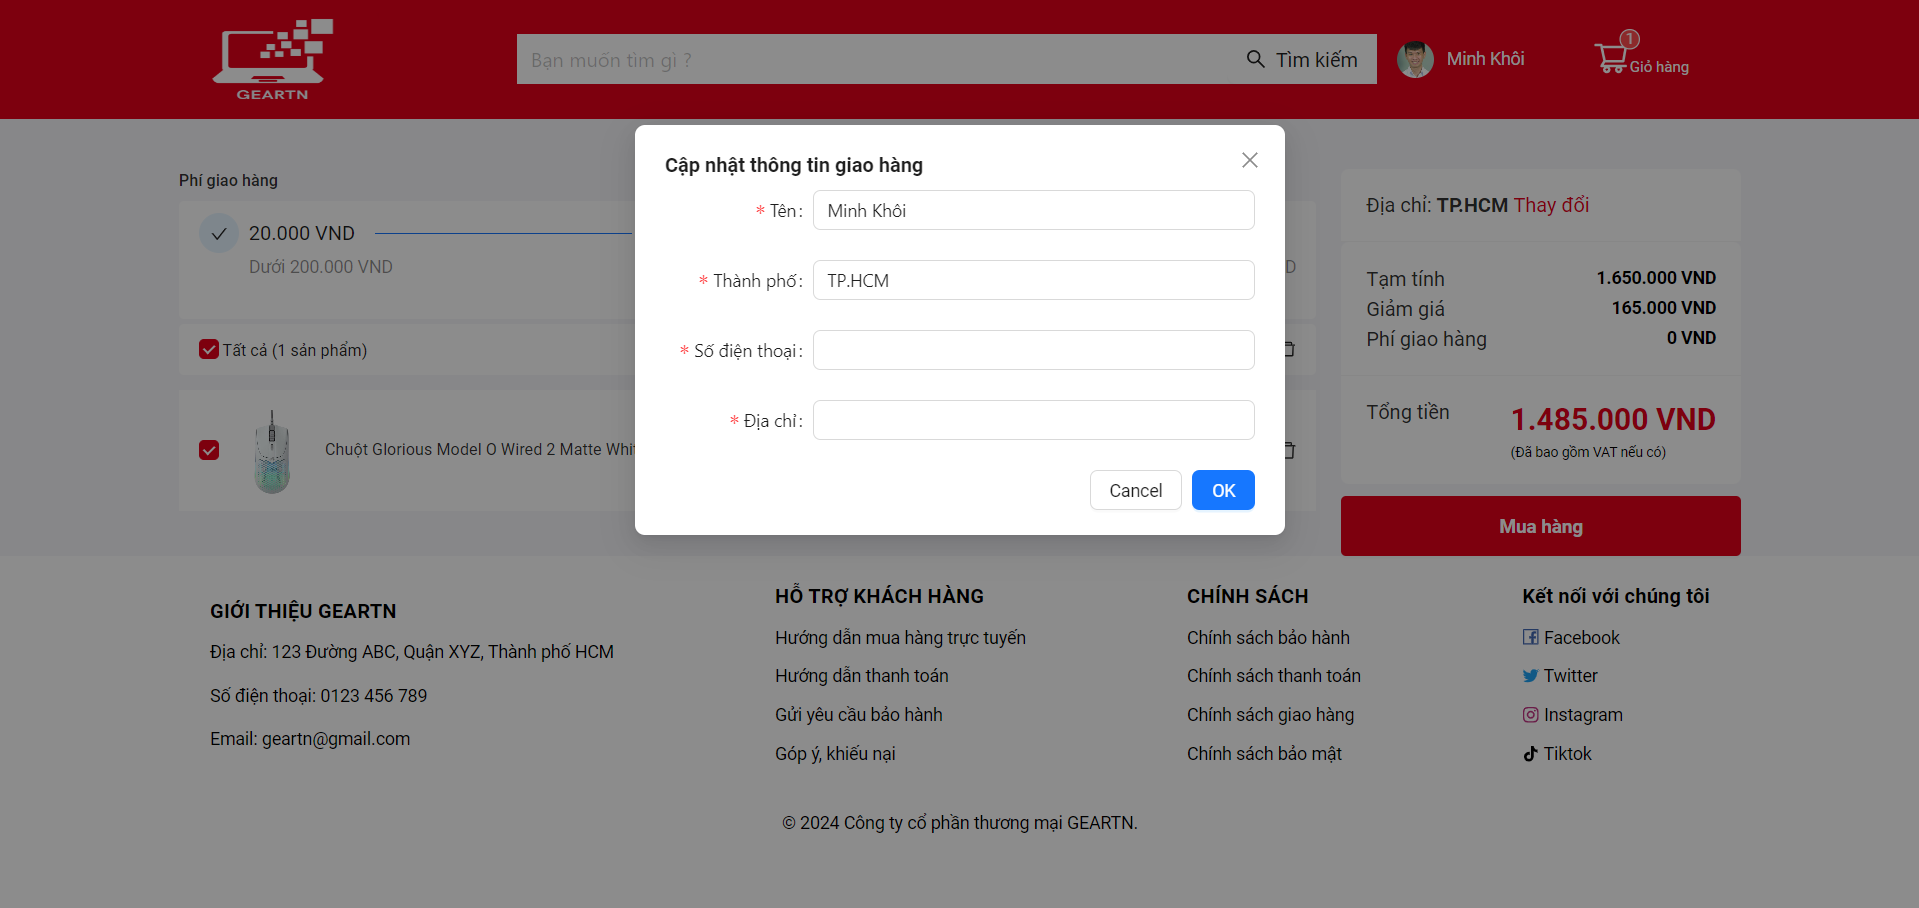 GEARTN
Bạn muốn tìm gì ?
Tìm kiếm
Minh Khôi
1
Giỏ hàng
Cập nhật thông tin giao hàng
* Tên:
Minh Khôi
* Thành phố:
TP.HCM
* Số điện thoại:
* Địa chỉ:
Cancel
OK
Phí giao hàng
20.000 VND
Dưới 200.000 VND
D
Tất cả (1 sản phẩm)
Chuột Glorious Model O Wired 2 Matte Whit
Địa chỉ: TP.HCM Thay đổi
Tạm tính 1.650.000 VND
Giảm giá 165.000 VND
Phí giao hàng 0 VND
Tổng tiền 1.485.000 VND
(Đã bao gồm VAT nếu có)
Mua hàng
GIỚI THIỆU GEARTN
Địa chỉ: 123 Đường ABC, Quận XYZ, Thành phố HCM
Số điện thoại: 0123 456 789
Email: geartn@gmail.com
HỖ TRỢ KHÁCH HÀNG
Hướng dẫn mua hàng trực tuyến
Hướng dẫn thanh toán
Gửi yêu cầu bảo hành
Góp ý, khiếu nại
CHÍNH SÁCH
Chính sách bảo hành
Chính sách thanh toán
Chính sách giao hàng
Chính sách bảo mật
Kết nối với chúng tôi
Facebook
Twitter
Instagram
Tiktok
© 2024 Công ty cổ phần thương mại GEARTN.